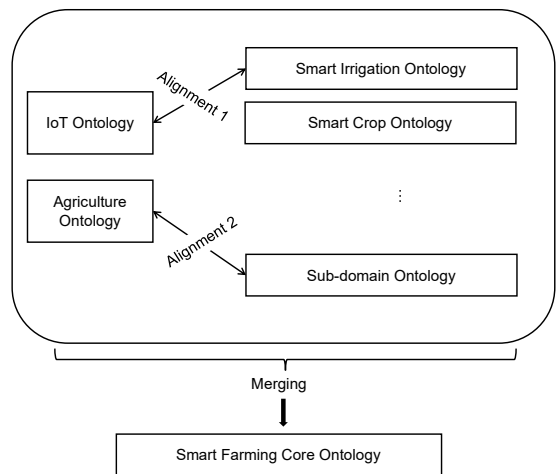 Smart Irrigation Ontology
Alignment 1
IoT Ontology
Smart Crop Ontology
Agriculture
Ontology
⋮
Alignment 2
Sub-domain Ontology
Merging
Smart Farming Core Ontology